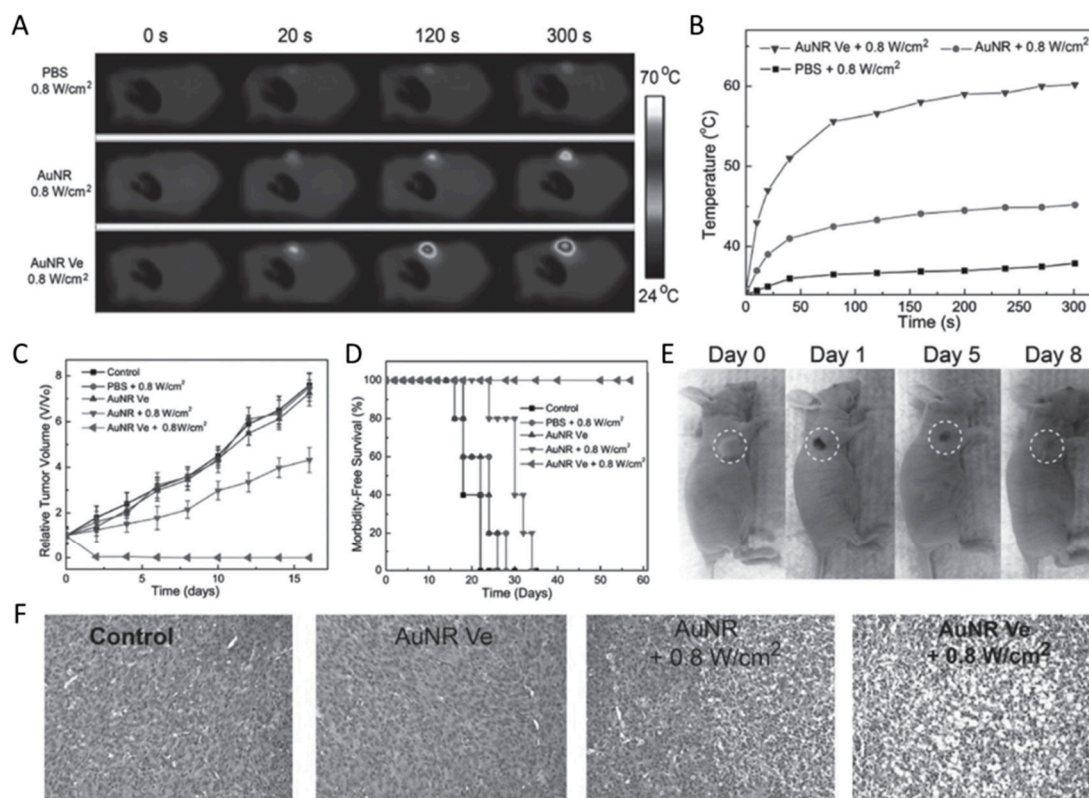 A
0 s 20 s 120 s 300 s
PBS
0.8 W/cm²
AuNR
0.8 W/cm²
AuNR Ve
0.8 W/cm²
70 °C
24 °C
B
AuNR Ve + 0.8 W/cm² AuNR + 0.8 W/cm²
PBS + 0.8 W/cm²
Temperature (°C)
60
50
40
0 50 100 150 200 250 300
Time (s)
C
Control
PBS + 0.8 W/cm²
AuNR Ve
AuNR + 0.8 W/cm²
AuNR Ve + 0.8W/cm²
Relative Tumor Volume (V/V₀)
8
6
4
2
0
0 5 10 15
Time (days)
D
Control
PBS + 0.8 W/cm²
AuNR Ve
AuNR + 0.8 W/cm²
AuNR Ve + 0.8 W/cm²
Morbidity-Free Survival (%)
100
80
60
40
20
0
0 10 20 30 40 50 60
Time (Days)
E
Day 0 Day 1 Day 5 Day 8
F
Control
AuNR Ve
AuNR
+ 0.8 W/cm²
AuNR Ve
+ 0.8 W/cm²